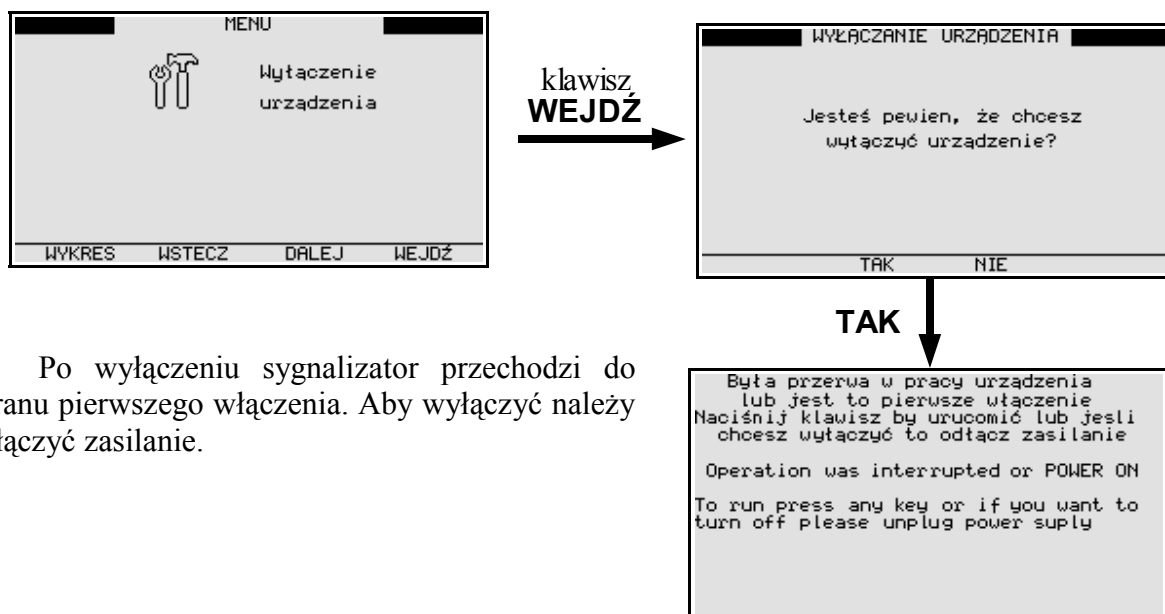 MENU
Wyłączenie
urządzenia
WYKRES WSTECZ DALEJ WEJDŹ
klawisz
WEJDŹ
WYŁĄCZANIE URZĄDZENIA
Jesteś pewien, że chcesz
wyłączyć urządzenie?
TAK NIE
TAK
Po wyłączeniu sygnalizator przechodzi do
ranu pierwszego włączenia. Aby wyłączyć należy
łączyć zasilanie.
Była przerwa w pracy urządzenia
lub jest to pierwsze włączenie
Naciśnij klawisz by urucomić lub jesli
chcesz wyłączyć to odłącz zasilanie
Operation was interrupted or POWER ON
To run press any key or if you want to
turn off please unplug power suply